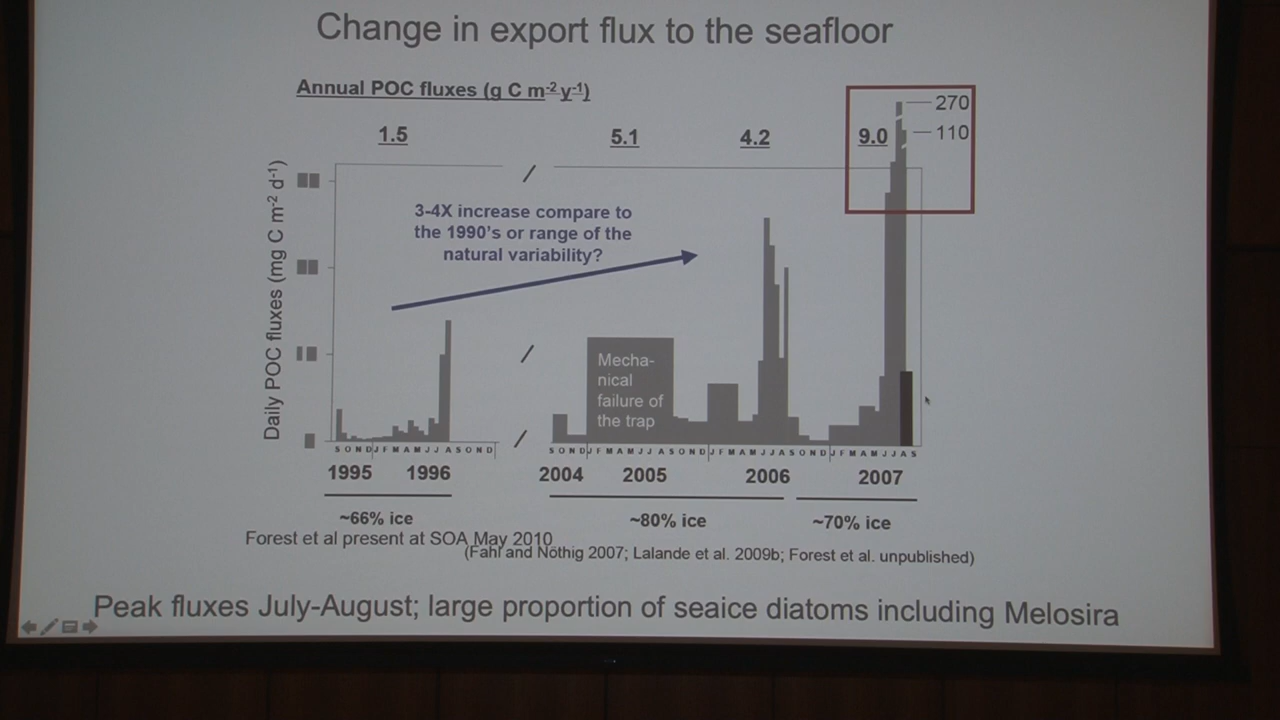 Change in export flux to the seafloor
Annual POC fluxes (g C m-2 y-1)
1.5
5.1
4.2
9.0
270
110
Daily POC fluxes (mg C m-2 d-1)
3-4X increase compare to
the 1990's or range of the
natural variability?
Mecha-
nical
failure of
the trap
S O N D J F M A M J J A S O N D
S O N D J F M A M J J A S O N D J F M A M J J A S O N D J F M A M J J A S
1995
1996
2004
2005
2006
2007
~66% ice
~80% ice
~70% ice
Forest et al present at SOA May 2010
(Fahl and Nöthig 2007; Lalande et al. 2009b; Forest et al. unpublished)
Peak fluxes July-August; large proportion of seaice diatoms including Melosira